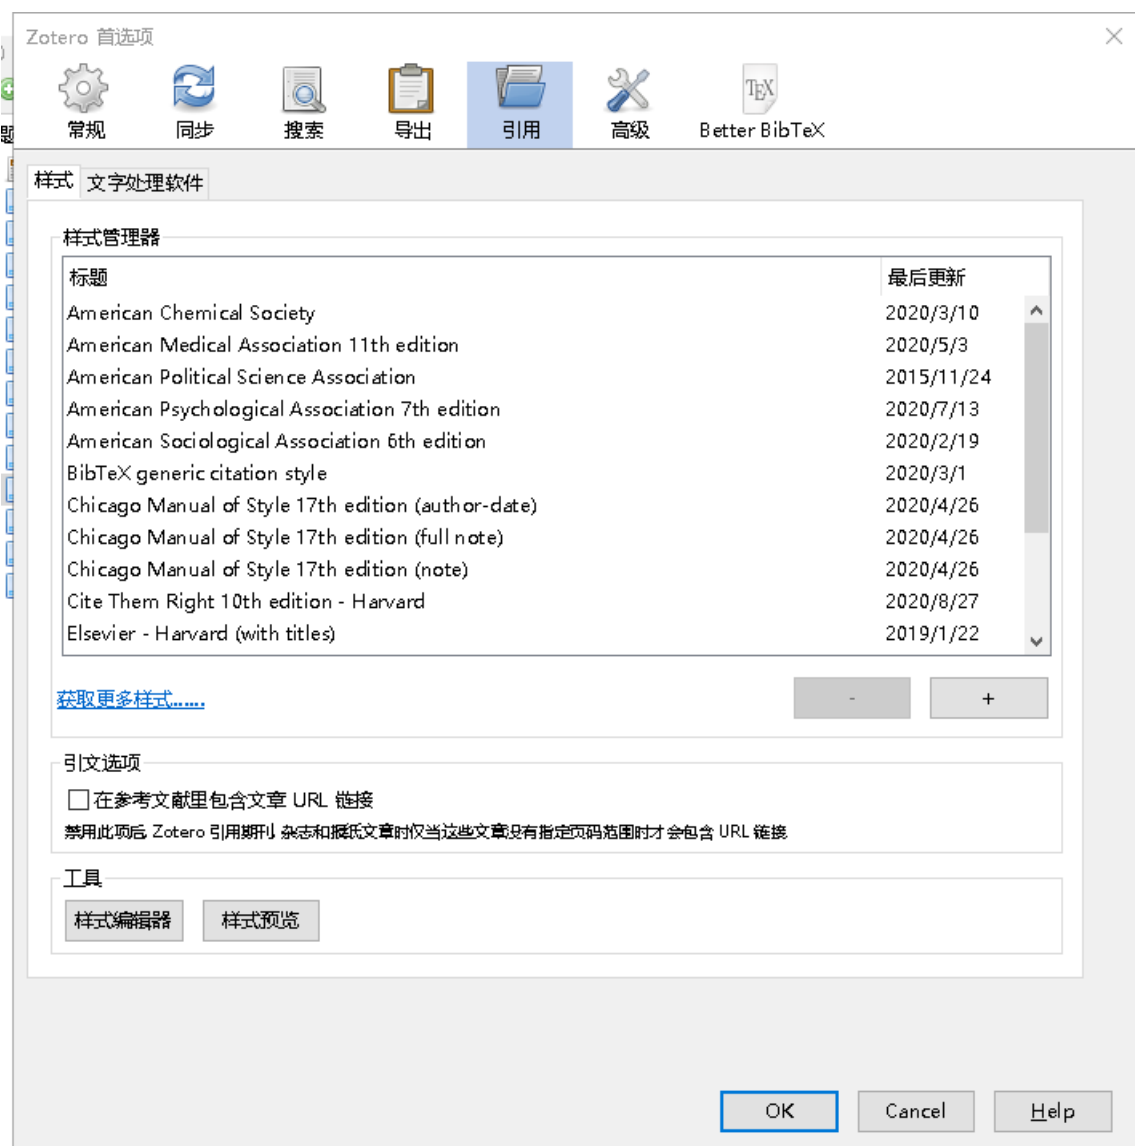 Zotero 首选项
常规 同步 搜索 导出 引用 高级 Better BibTeX
样式 文字处理软件
样式管理器
标题 最后更新
American Chemical Society 2020/3/10
American Medical Association 11th edition 2020/5/3
American Political Science Association 2015/11/24
American Psychological Association 7th edition 2020/7/13
American Sociological Association 6th edition 2020/2/19
BibTeX generic citation style 2020/3/1
Chicago Manual of Style 17th edition (author-date) 2020/4/26
Chicago Manual of Style 17th edition (full note) 2020/4/26
Chicago Manual of Style 17th edition (note) 2020/4/26
Cite Them Right 10th edition - Harvard 2020/8/27
Elsevier - Harvard (with titles) 2019/1/22
获取更多样式…… - +
引文选项
在参考文献里包含文章 URL 链接
禁用此项后, Zotero 引用期刊, 杂志和报纸文章时仅当这些文章没有指定页码范围时才会包含 URL 链接
工具
样式编辑器 样式预览
OK Cancel Help